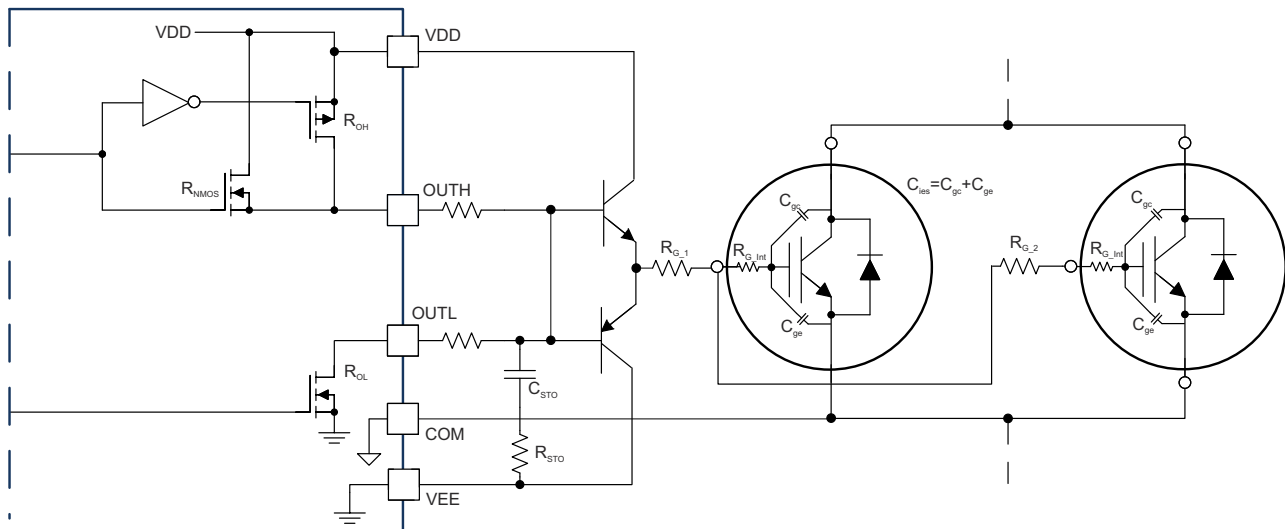 VDD
VDD
R_OH
R_NMOS
OUTH
C_ies=C_gc+C_ge
C_gc
C_gc
R_G_1
R_G_Int
R_G_2
R_G_Int
OUTL
C_ge
C_ge
R_OL
C_STO
COM
R_STO
VEE